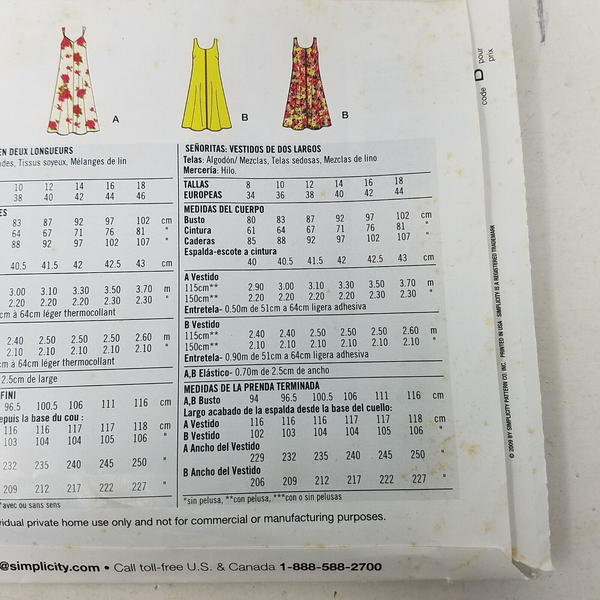 A
B
B
EN DEUX LONGUEURS
des, Tissus soyeux, Mélanges de lin
10 12 14 16 18
38 40 42 44 46
ES
83 87 92 97 102 cm
64 67 71 76 81 "
88 92 97 102 107 "
40.5 41.5 42 42.5 43 cm
3.00 3.10 3.30 3.50 3.70 m
2.20 2.20 2.20 2.30 2.30 "
cm à 64cm léger thermocollant
2.40 2.50 2.50 2.50 2.60 m
2.10 2.10 2.10 2.10 2.10 "
cm à 64cm léger thermocollant
2.5cm de large
FINI
96.5 100.5 106 111 116 cm
epuis la base du cou :
116 116 117 117 118 cm
103 104 104 105 106 "
232 235 240 245 250 "
209 212 217 222 227 "
*avec ou sans sens
SEÑORITAS: VESTIDOS DE DOS LARGOS
Telas: Algodón/ Mezclas, Telas sedosas, Mezclas de lino
Mercería: Hilo.
TALLAS 8 10 12 14 16 18
EUROPEAS 34 36 38 40 42 44
MEDIDAS DEL CUERPO
Busto 80 83 87 92 97 102 cm
Cintura 61 64 67 71 76 81 "
Caderas 85 88 92 97 102 107 "
Espalda-escote a cintura
40 40.5 41.5 42 42.5 43 cm
A Vestido
115cm** 2.90 3.00 3.10 3.30 3.50 3.70 m
150cm** 2.20 2.20 2.20 2.20 2.30 2.30 "
Entretela- 0.50m de 51cm a 64cm ligera adhesiva
B Vestido
115cm** 2.40 2.40 2.50 2.50 2.50 2.60 m
150cm** 2.10 2.10 2.10 2.10 2.10 2.10 "
Entretela- 0.90m de 51cm a 64cm ligera adhesiva
A,B Elástico- 0.70m de 2.5cm de ancho
MEDIDAS DE LA PRENDA TERMINADA
A,B Busto 94 96.5 100.5 106 111 116 cm
Largo acabado de la espalda desde la base del cuello:
A Vestido 116 116 116 117 117 118 cm
B Vestido 102 103 104 104 105 106 "
A Ancho del Vestido
229 232 235 240 245 250 "
B Ancho del Vestido
206 209 212 217 222 227 "
*sin pelusa, **con pelusa, ***con o sin pelusas
vidual private home use only and not for commercial or manufacturing purposes.
@simplicity.com • Call toll-free U.S. & Canada 1-888-588-2700
code D pour
prix
© 2009 BY SIMPLICITY PATTERN CO. INC. PRINTED IN USA SIMPLICITY IS A REGISTERED TRADEMARK